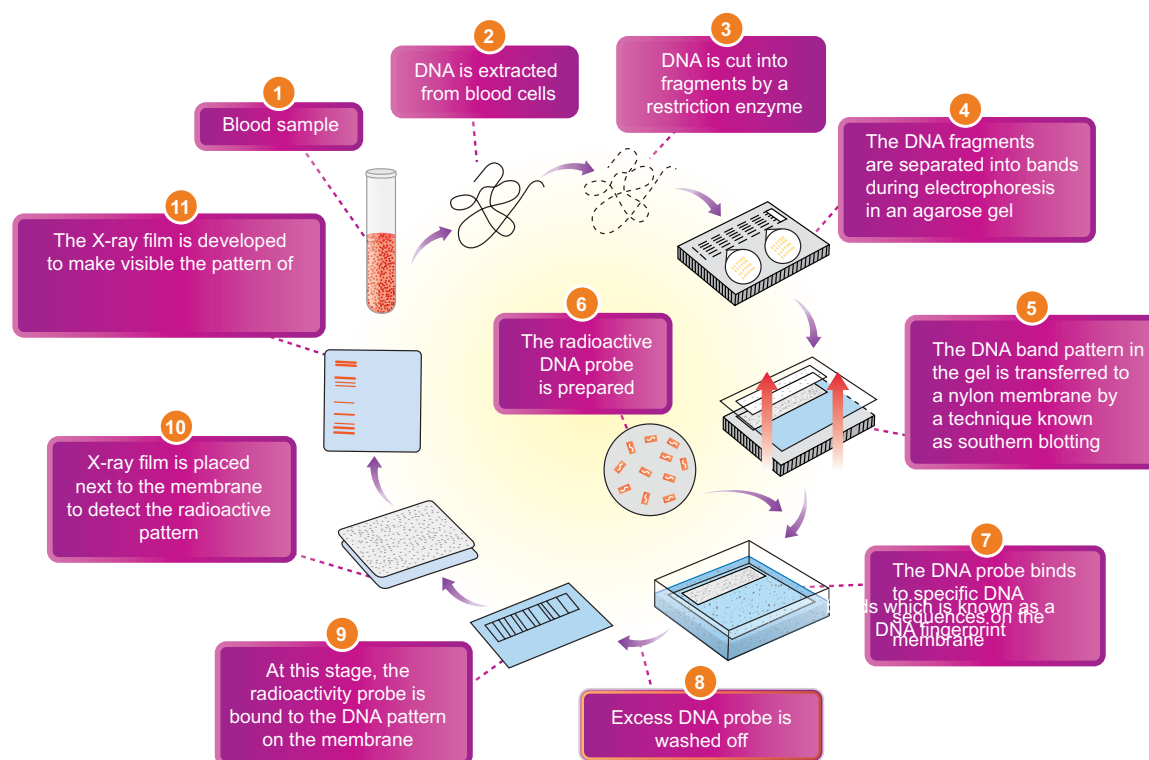 1
Blood sample
2
DNA is extracted
from blood cells
3
DNA is cut into
fragments by a
restriction enzyme
4
The DNA fragments
are separated into bands
during electrophoresis
in an agarose gel
5
The DNA band pattern in
the gel is transferred to
a nylon membrane by
a technique known
as southern blotting
6
The radioactive
DNA probe
is prepared
7
The DNA probe binds
to specific DNA
sequences on the
membrane
8
Excess DNA probe is
washed off
9
At this stage, the
radioactivity probe is
bound to the DNA pattern
on the membrane
10
X-ray film is placed
next to the membrane
to detect the radioactive
pattern
11
The X-ray film is developed
to make visible the pattern of
which is known as a
DNA fingerprint